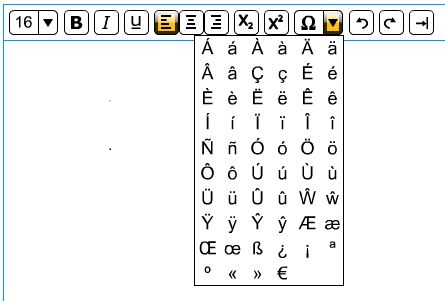 16 B I U X₂ X² Ω
Á á À à Ä ä
Â â Ç ç É é
È è Ë ë Ê ê
Í í Ï ï Î î
Ñ ñ Ó ó Ö ö
Ô ô Ú ú Ù ù
Ü ü Û û Ŵ ŵ
Ÿ ÿ Ŷ ŷ Æ æ
Œ œ ß ¿ ¡ ª
º « » €